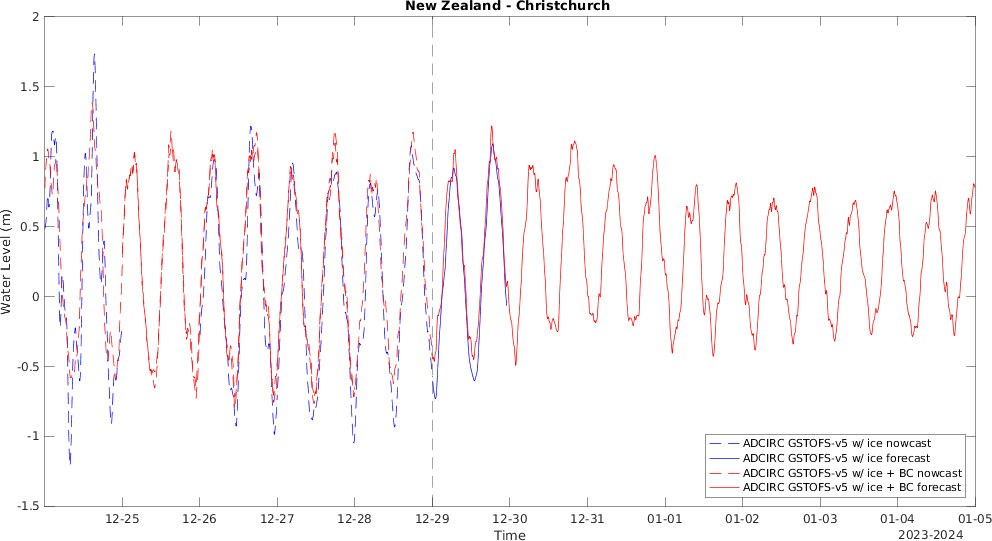 New Zealand - Christchurch
2
1.5
1
0.5
0
-0.5
-1
-1.5
Water Level (m)
ADCIRC GSTOFS-v5 w/ ice nowcast
ADCIRC GSTOFS-v5 w/ ice forecast
ADCIRC GSTOFS-v5 w/ ice + BC nowcast
ADCIRC GSTOFS-v5 w/ ice + BC forecast
12-25 12-26 12-27 12-28 12-29 12-30 12-31 01-01 01-02 01-03 01-04 01-05
Time
2023-2024